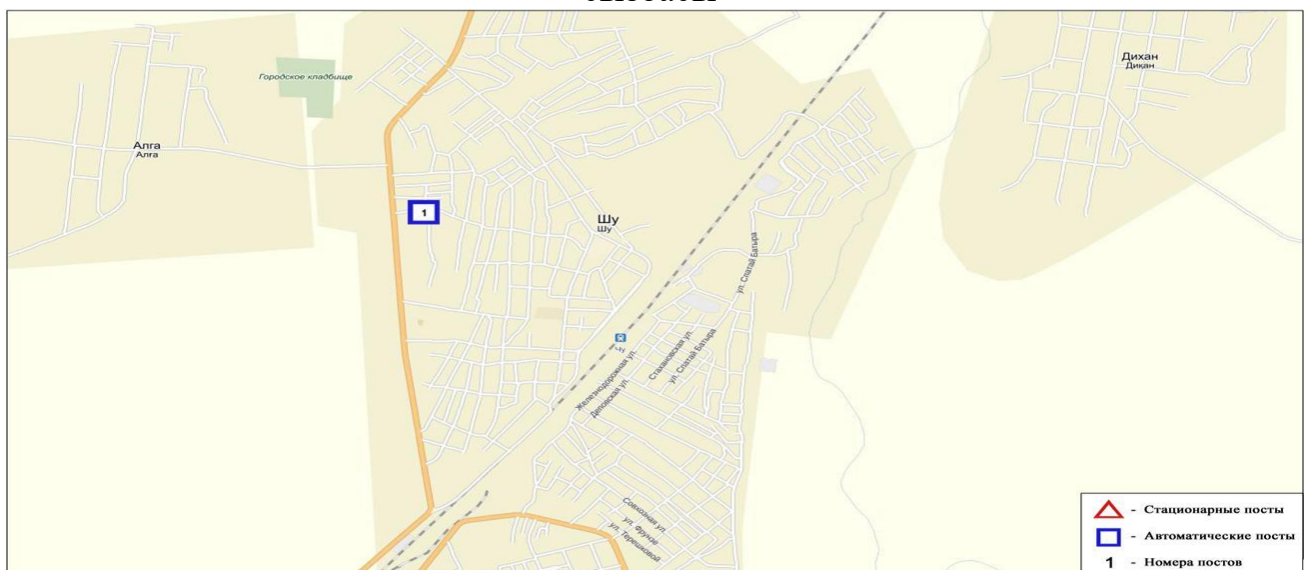 Дихан
Дикан
Городское кладбище
Алга
Алга
1
Шу
Шу
ул. Спатай Батыра
Стахановская ул.
ул. Спатай Батыра
Железнодорожная ул.
Деповская ул.
Совхозная ул.
ул. Фрунзе
ул. Терешковой
- Стационарные посты
- Автоматические посты
1 - Номера постов